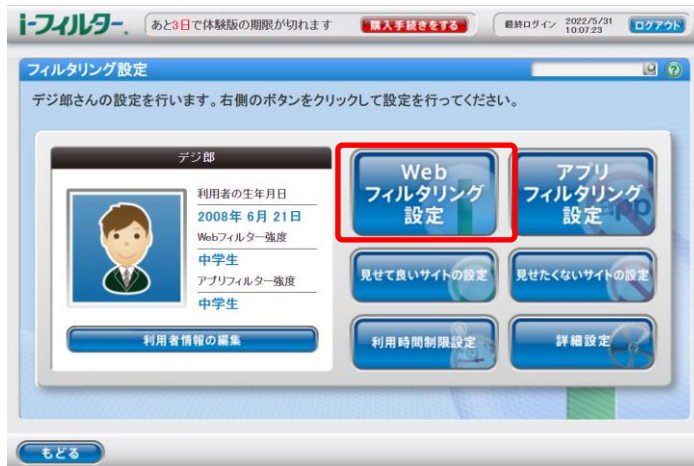 i-フィルター.
あと3日で体験版の期限が切れます
購入手続きをする
最終ログイン 2022/5/31 10:07:23
ログアウト
フィルタリング設定
?
デジ郎さんの設定を行います。右側のボタンをクリックして設定を行ってください。
デジ郎
利用者の生年月日
2008年 6月 21日
Webフィルター強度
中学生
アプリフィルター強度
中学生
利用者情報の編集
Web
フィルタリング
設定
アプリ
フィルタリング
設定
app
見せて良いサイトの設定
見せたくないサイトの設定
利用時間制限設定
詳細設定
もどる